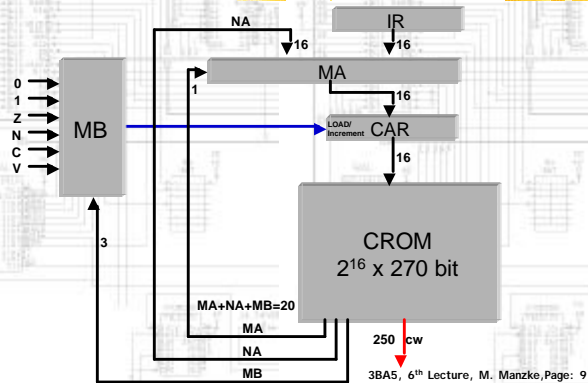 NA
IR
16
16
MA
1
16
0
1
Z
N
C
V
MB
LOAD/
Increment
CAR
16
3
CROM
2¹⁶ x 270 bit
MA+NA+MB=20
MA
NA
MB
250 cw
3BA5, 6th Lecture, M. Manzke,Page: 9